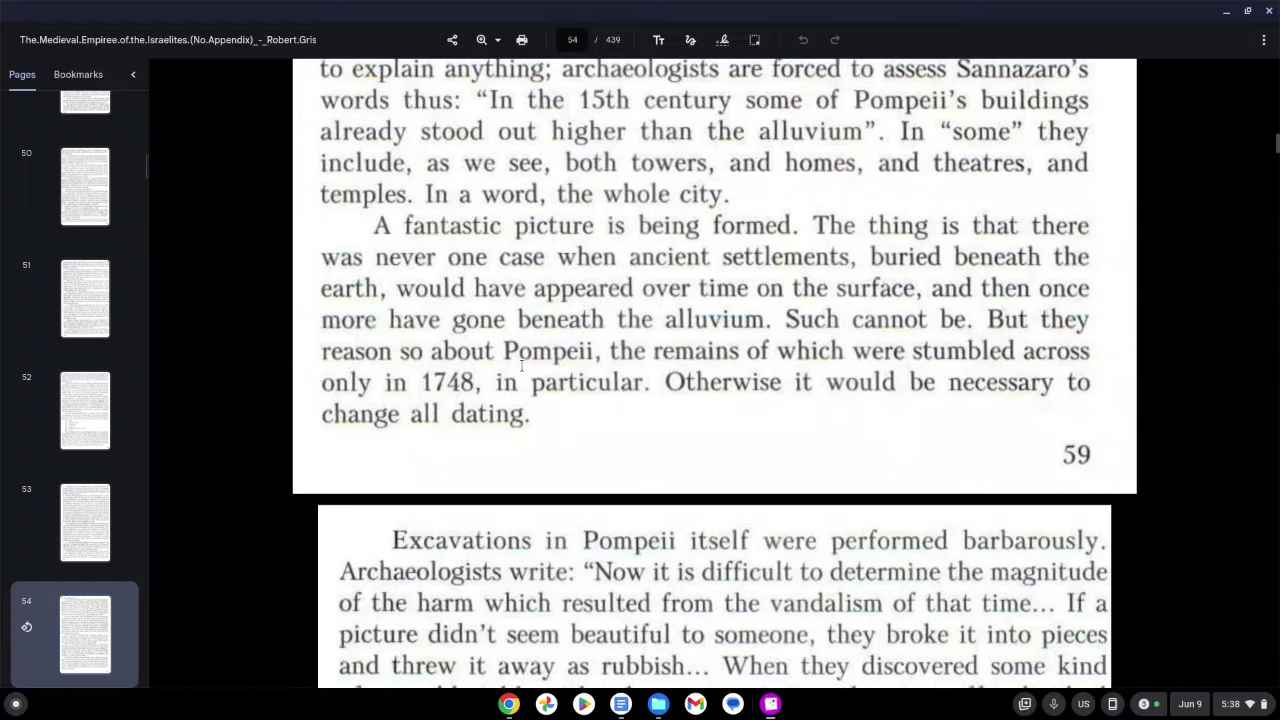 The.Medieval.Empiree.of.the.Israelites.(No.Appendix)_-_Robert.Gris
54 / 439
Pages
Bookmarks
50
51
52
53
54
to explain anything; archaeologists are forced to assess Sannazaro's
words thus: “In the 15th century some of Pompeii's buildings
already stood out higher than the alluvium”. In “some” they
include, so we see, both towers, and homes, and theatres, and
temples. In a word, the whole city.
A fantastic picture is being formed. The thing is that there
was never one case when ancient settlements, buried beneath the
earth, would have appeared over time on the surface, and then once
more have gone beneath the alluvium. Such cannot be. But they
reason so about Pompeii, the remains of which were stumbled across
only in 1748, in particular. Otherwise it would be necessary to
change all dating.
59
Excavations in Pompeii itself were performed barbarously.
Archaeologists write: “Now it is difficult to determine the magnitude
of the harm which resulted from the vandalism of that time... If a
picture didn't seem beautiful to someone, they broke it into pieces
and threw it away as rubbish... When they discovered some kind
US
3
Jun 9
5:38